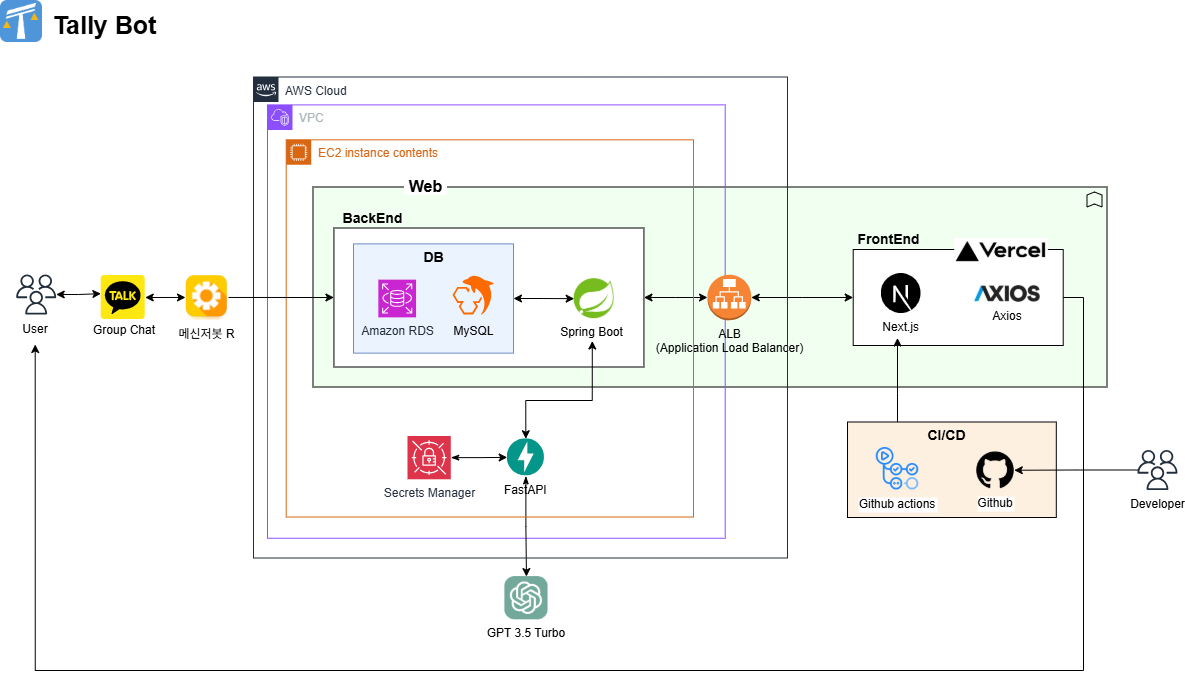 Tally Bot
aws
AWS Cloud
VPC
EC2 instance contents
Web
BackEnd
DB
Amazon RDS
MySQL
Spring Boot
ALB
(Application Load Balancer)
FrontEnd
Vercel
N
Next.js
AXIOS
Axios
User
TALK
Group Chat
메신저봇 R
Secrets Manager
FastAPI
GPT 3.5 Turbo
CI/CD
Github actions
Github
Developer